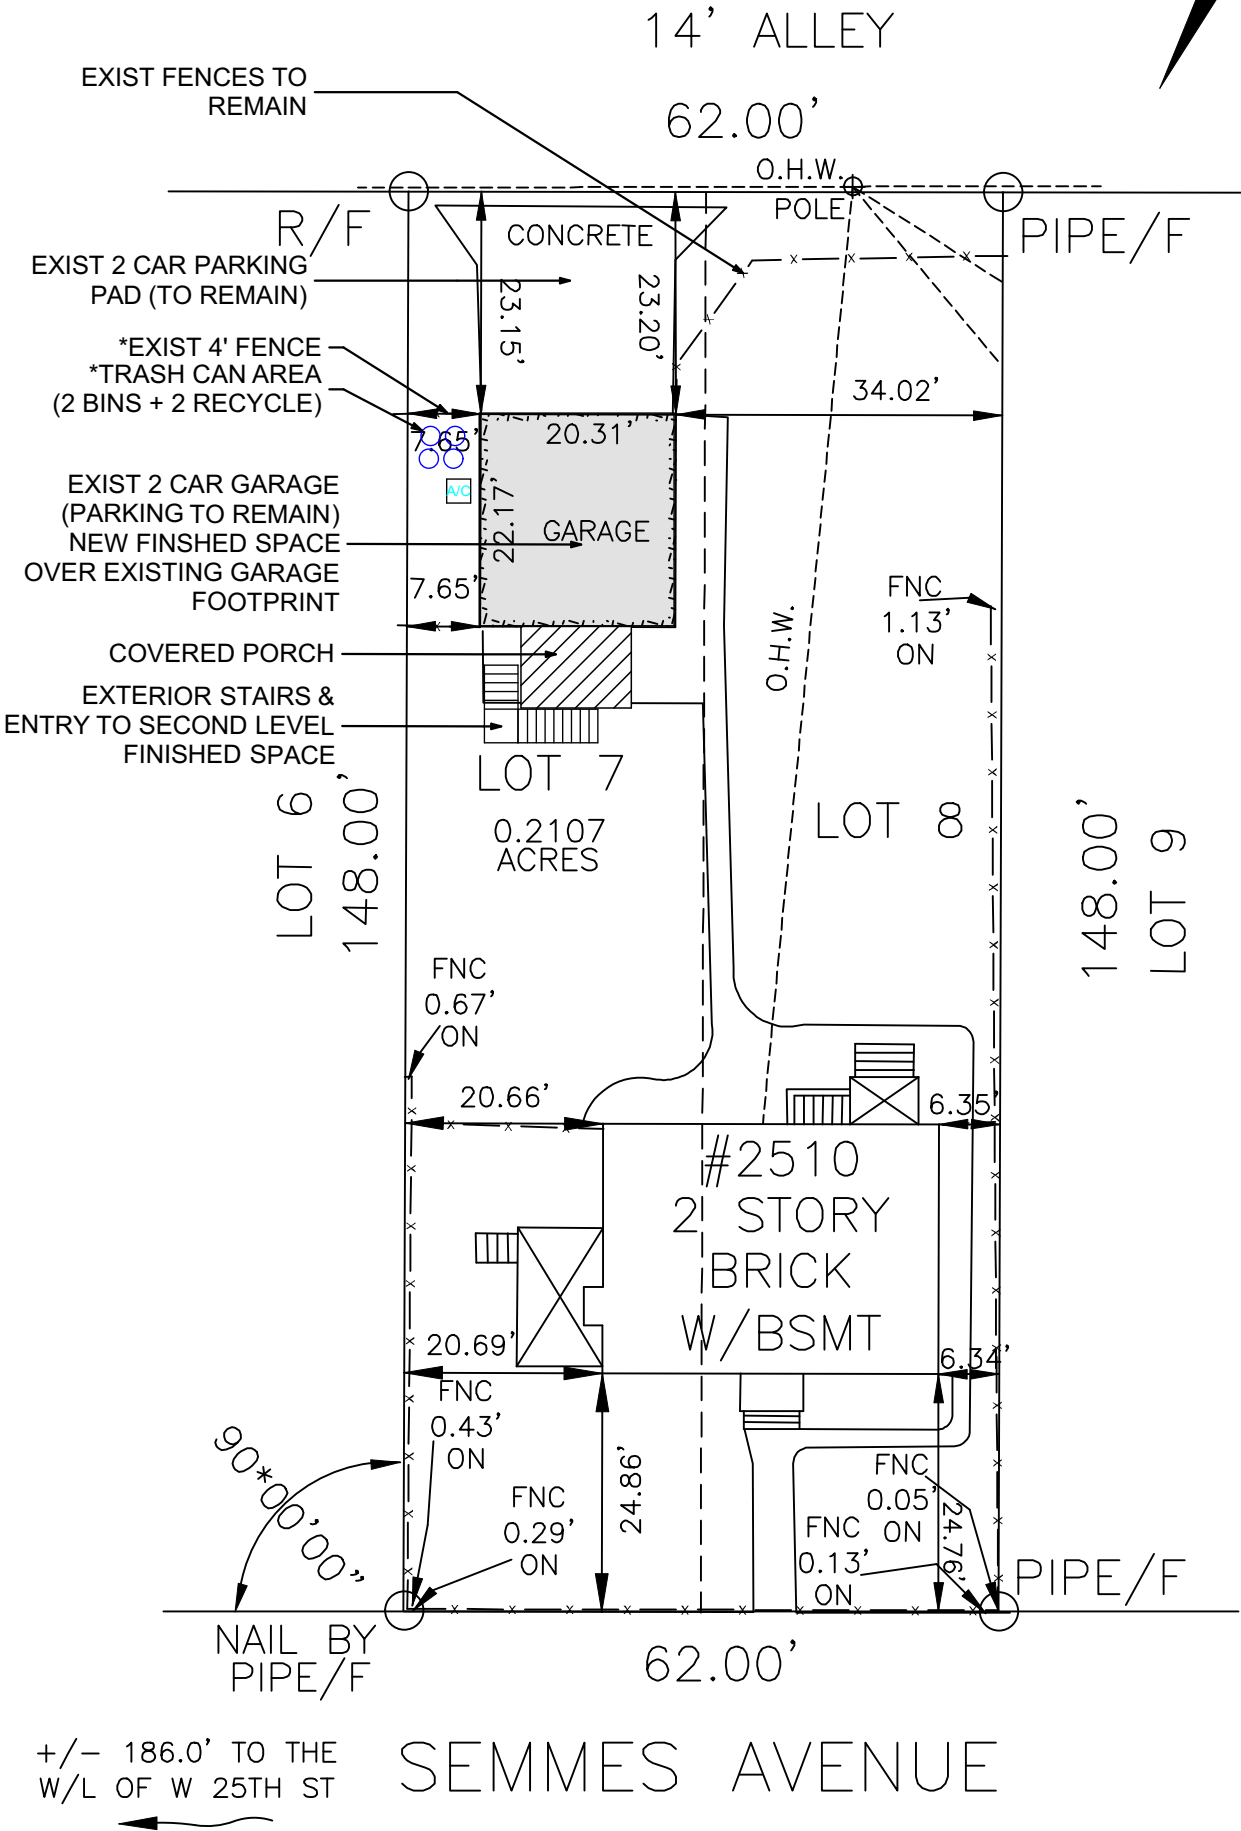 14' ALLEY
EXIST FENCES TO
REMAIN
62.00'
O.H.W.
POLE
R/F
CONCRETE
PIPE/F
EXIST 2 CAR PARKING
PAD (TO REMAIN)
23.15'
23.20'
*EXIST 4' FENCE
*TRASH CAN AREA
(2 BINS + 2 RECYCLE)
34.02'
7.65'
20.31'
A/C
EXIST 2 CAR GARAGE
(PARKING TO REMAIN)
NEW FINSHED SPACE
OVER EXISTING GARAGE
FOOTPRINT
22.17'
GARAGE
7.65'
FNC
1.13'
ON
O.H.W.
COVERED PORCH
EXTERIOR STAIRS &
ENTRY TO SECOND LEVEL
FINISHED SPACE
LOT 7
0.2107
ACRES
LOT 8
LOT 6
148.00'
148.00'
LOT 9
FNC
0.67'
ON
20.66'
6.35'
#2510
2 STORY
BRICK
W/BSMT
20.69'
6.34'
FNC
0.43'
ON
90*00'00"
24.86'
FNC
0.29'
ON
FNC
0.05'
ON
FNC
0.13'
ON
24.76'
PIPE/F
NAIL BY
PIPE/F
62.00'
+/- 186.0' TO THE
W/L OF W 25TH ST
SEMMES AVENUE